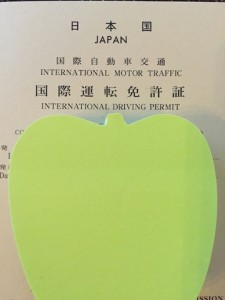 日本国
JAPAN
国際自動車交通
INTERNATIONAL MOTOR TRAFFIC
国際運転免許証
INTERNATIONAL DRIVING PERMIT